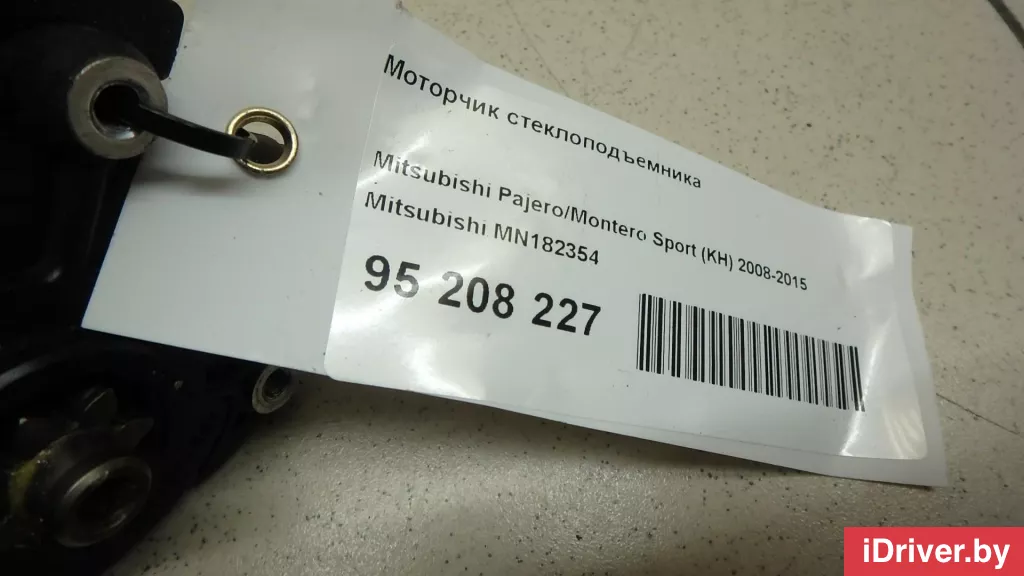 Моторчик стеклоподъемника
Mitsubishi Pajero/Montero Sport (KH) 2008-2015
Mitsubishi MN182354
95 208 227
iDriver.by